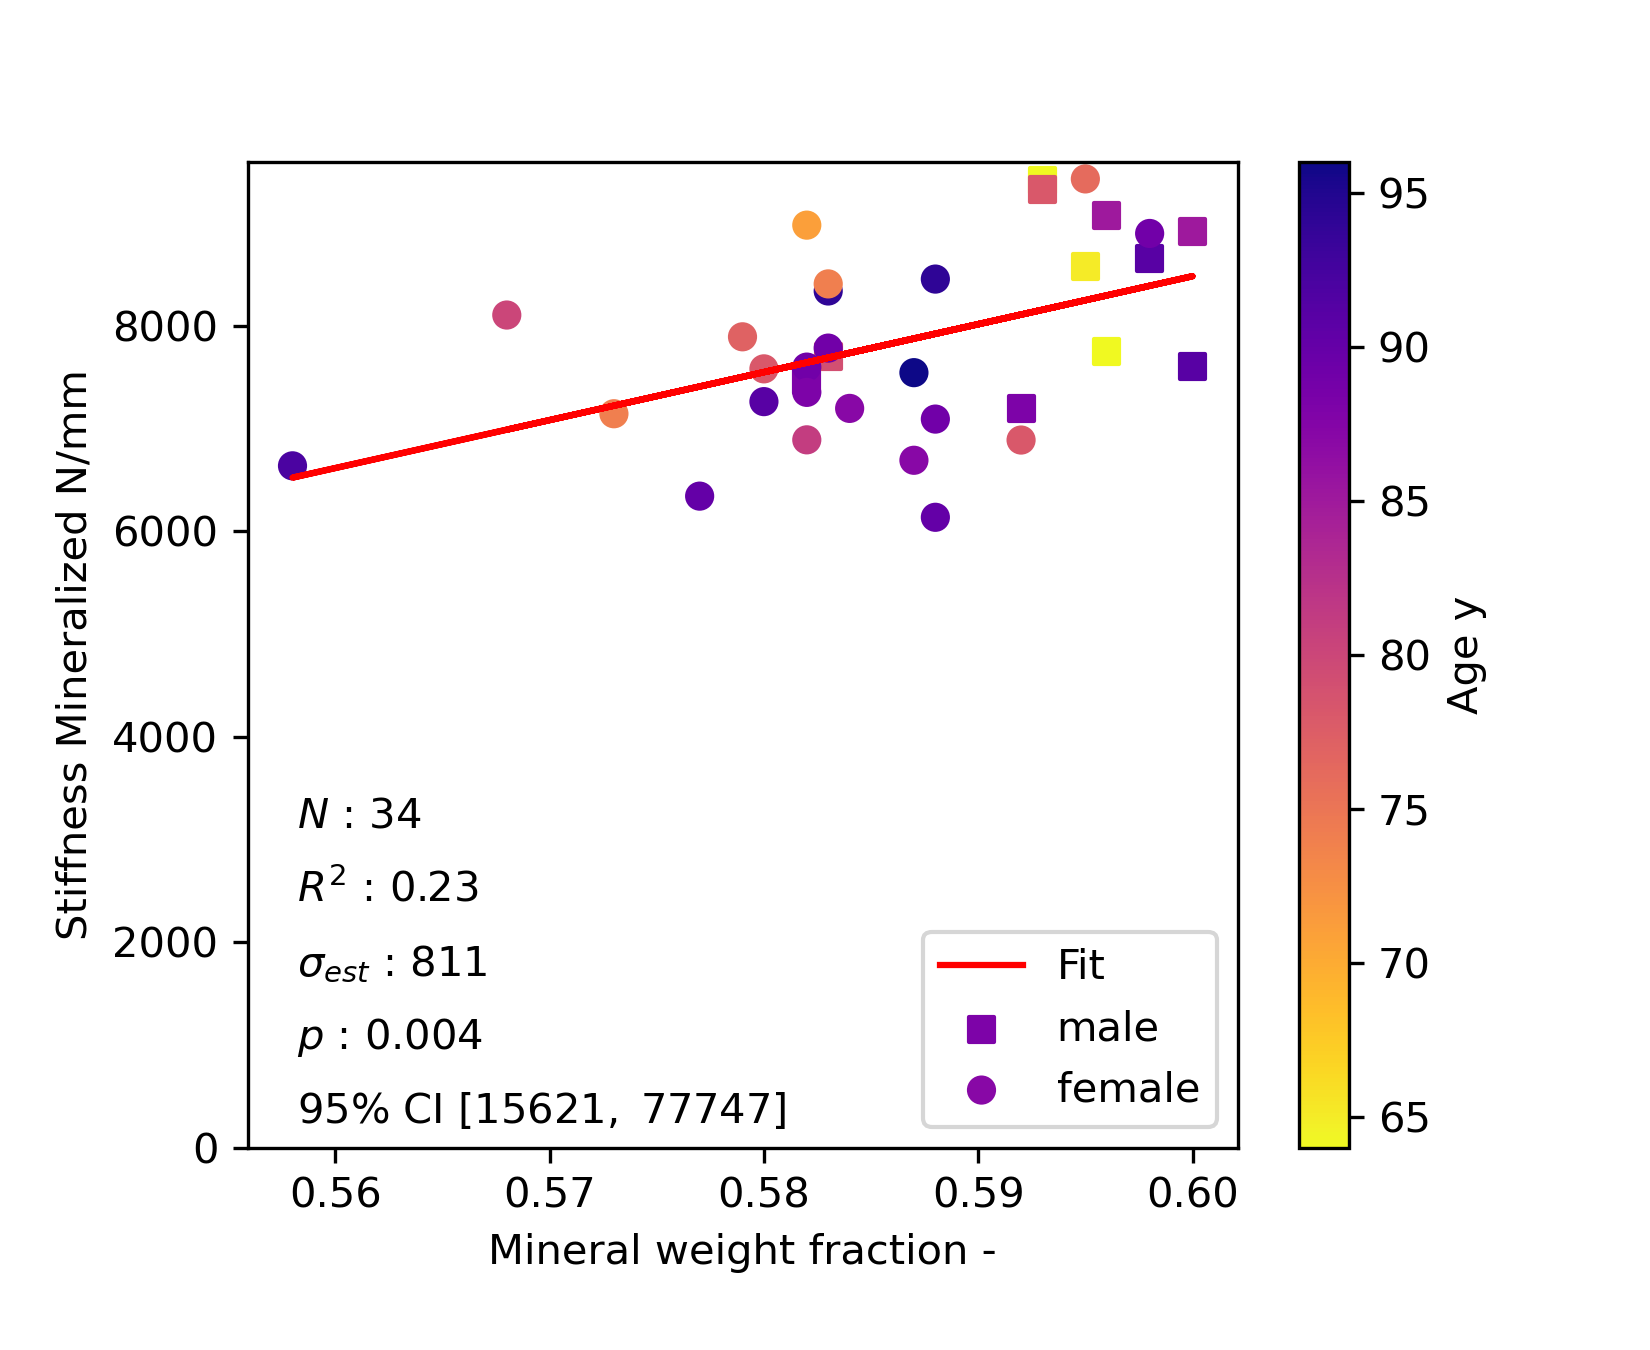 8000
6000
4000
2000
0
Stiffness Mineralized N/mm
N : 34
R² : 0.23
σₑₛₜ : 811
p : 0.004
95% CI [15621, 77747]
Fit
male
female
0.56 0.57 0.58 0.59 0.60
Mineral weight fraction -
95
90
85
80
75
70
65
Age y